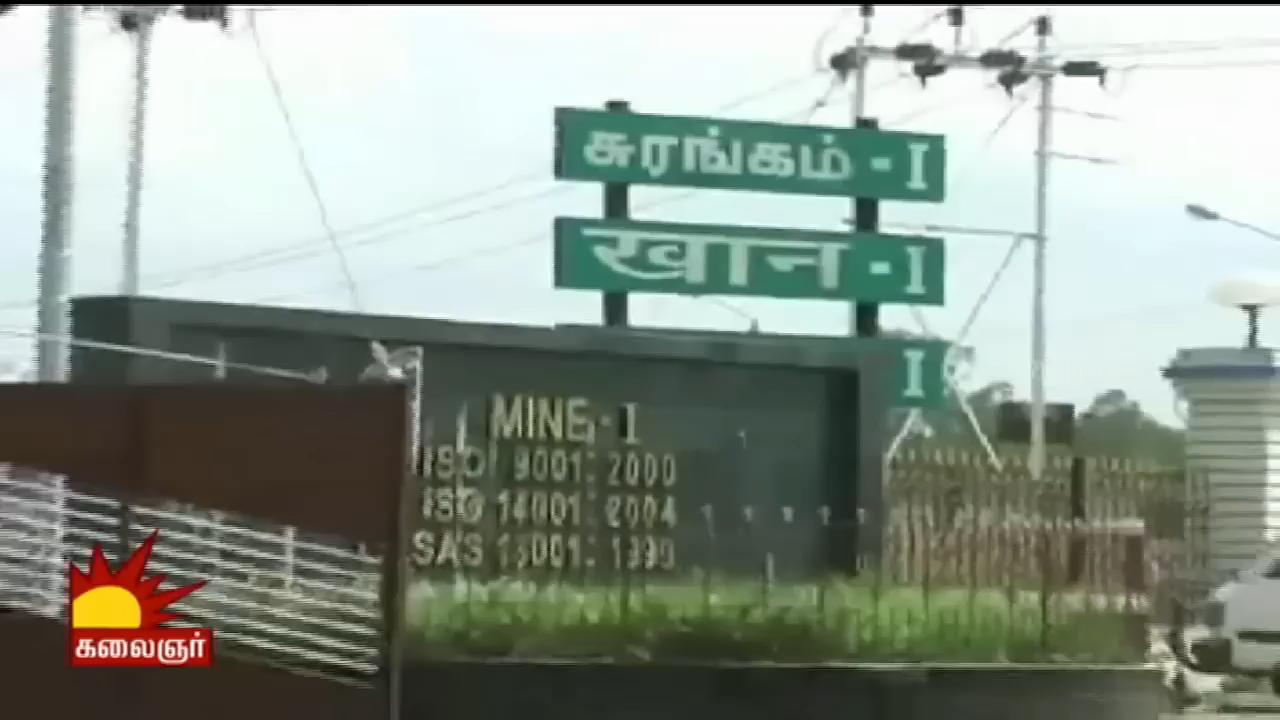 சுரங்கம் - I
खान - I
I
MINE - I
ISO 9001: 2000
ISO 14001: 2004
SAS 18001: 1999
கலைஞர்